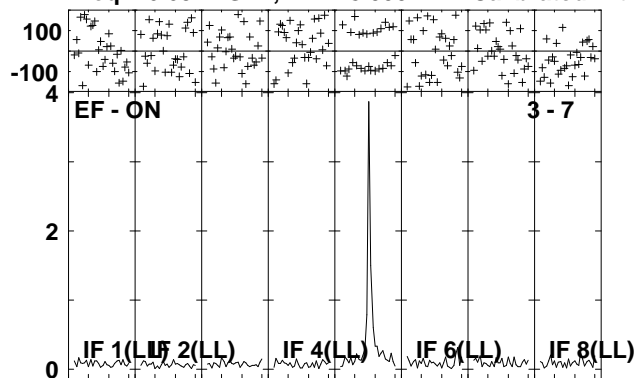 100
-100
4
EF - ON 3 - 7
2
IF 1(LL) IF 2(LL) IF 4(LL) IF 6(LL) IF 8(LL)
0